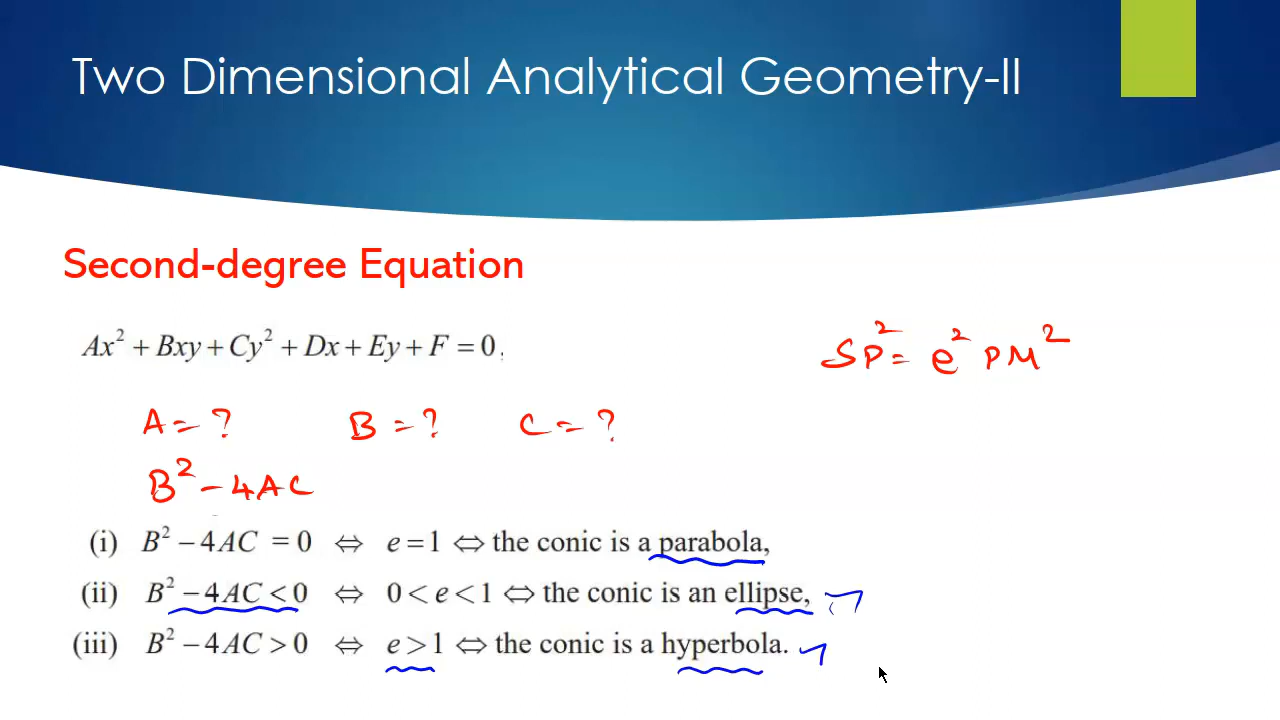 Two Dimensional Analytical Geometry-II
Second-degree Equation
Ax² + Bxy + Cy² + Dx + Ey + F = 0,
SP² = e² PM²
A = ? B = ? C = ?
B² - 4AC
(i) B² − 4AC = 0 ⇔ e = 1 ⇔ the conic is a parabola,
(ii) B² − 4AC < 0 ⇔ 0 < e < 1 ⇔ the conic is an ellipse,
(iii) B² − 4AC > 0 ⇔ e > 1 ⇔ the conic is a hyperbola.